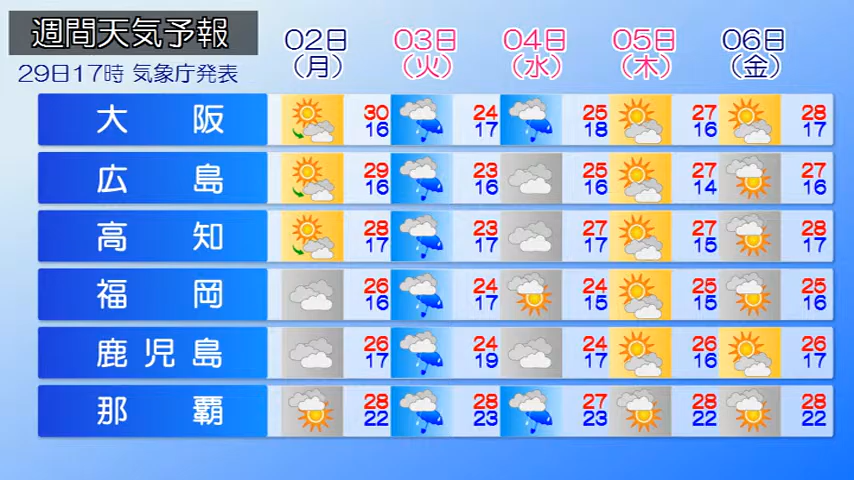 週間天気予報
29日17時 気象庁発表
02日 03日 04日 05日 06日
(月) (火) (水) (木) (金)
大阪 30 16 24 17 25 18 27 16 28 17
広島 29 16 23 16 25 16 27 14 27 16
高知 28 17 23 17 27 17 27 15 28 17
福岡 26 16 24 17 24 15 25 15 25 16
鹿児島 26 17 24 19 24 17 26 16 26 17
那覇 28 22 28 23 27 23 28 22 28 22